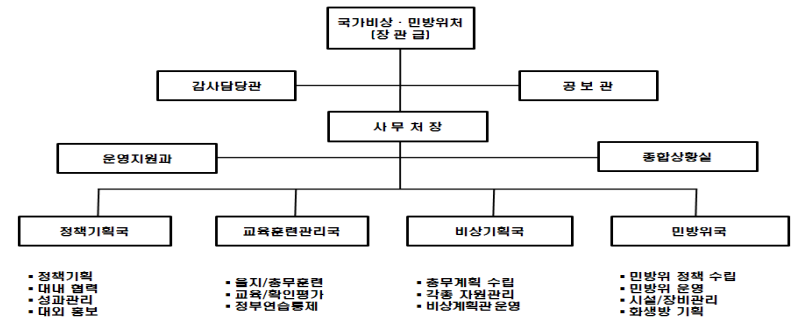 국가비상 · 민방위처
(장 관 급)
감사담당관
공 보 관
사 무 처 장
운영지원과
종합상황실
정책기획국
교육훈련관리국
비상기획국
민방위국
▪ 정책기획
▪ 대내 협력
▪ 성과관리
▪ 대외 홍보
▪ 을지/충무훈련
▪ 교육/확인평가
▪ 정부연습통제
▪ 충무계획 수립
▪ 각종 자원관리
▪ 비상계획관 운영
▪ 민방위 정책 수립
▪ 민방위 운영
▪ 시설/장비관리
▪ 화생방 기획